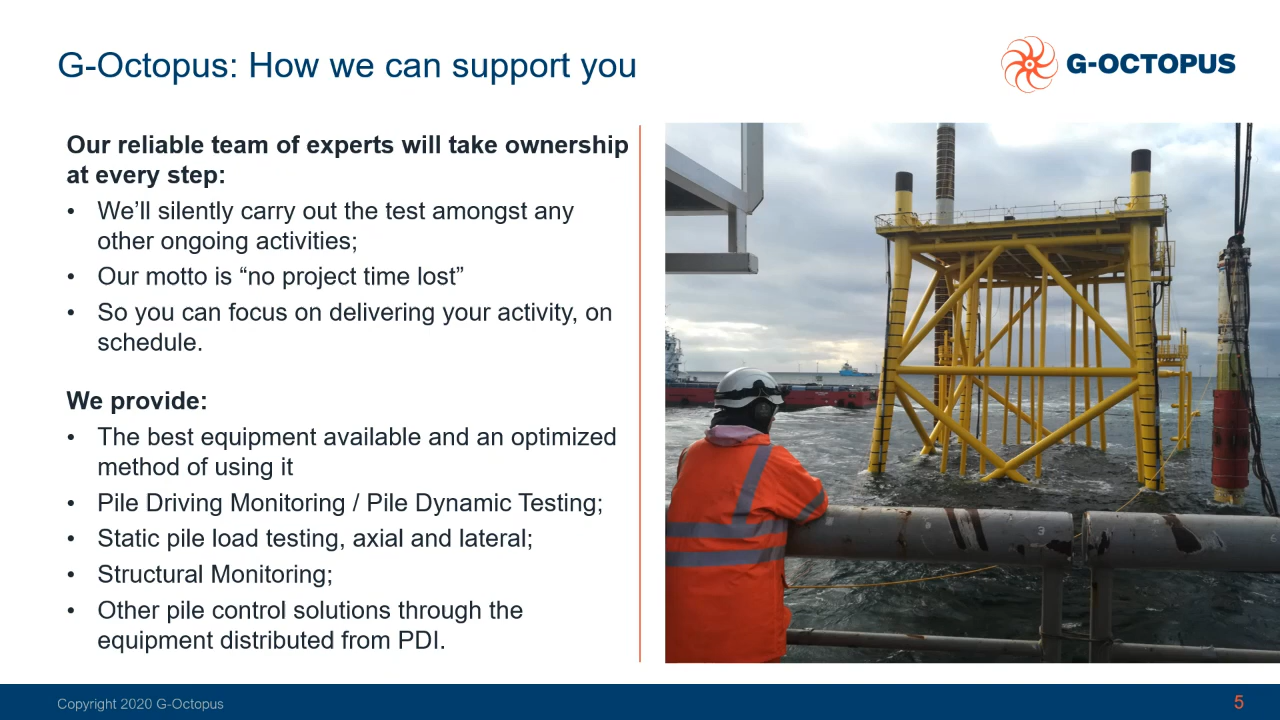 G-Octopus: How we can support you
G-OCTOPUS
Our reliable team of experts will take ownership
at every step:
• We’ll silently carry out the test amongst any
other ongoing activities;
• Our motto is “no project time lost”
• So you can focus on delivering your activity, on
schedule.
We provide:
• The best equipment available and an optimized
method of using it
• Pile Driving Monitoring / Pile Dynamic Testing;
• Static pile load testing, axial and lateral;
• Structural Monitoring;
• Other pile control solutions through the
equipment distributed from PDI.
Copyright 2020 G-Octopus
5